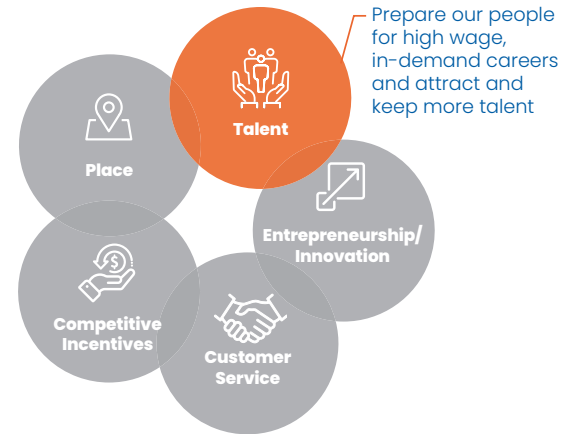 Prepare our people
for high wage,
in-demand careers
and attract and
keep more talent
Talent
Place
Entrepreneurship/
Innovation
Competitive
Incentives
Customer
Service
$